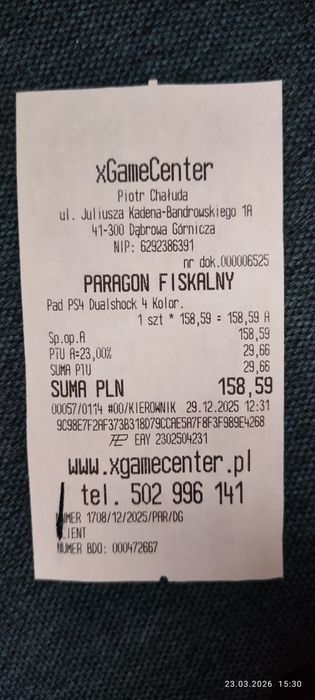 xGameCenter
Piotr Chałuda
ul. Juliusza Kadena-Bandrowskiego 1A
41-300 Dąbrowa Górnicza
NIP: 6292386391
nr dok.000006525
PARAGON FISKALNY
Pad PS4 Dualshock 4 Kolor.
1 szt * 158,59 = 158,59 A
Sp.op.A 158,59
PTU A=23,00% 29,66
SUMA PTU 29,66
SUMA PLN 158,59
00057/0114 #00/KIEROWNIK 29.12.2025 12:31
9C98E7F2AF373B318D79CCAE5A7F8F3F989E4268
EAY 2302504231
www.xgamecenter.pl
tel. 502 996 141
NUMER 1708/12/2025/PAR/DG
KLIENT
NUMER BDO: 000472667
23.03.2026 15:30